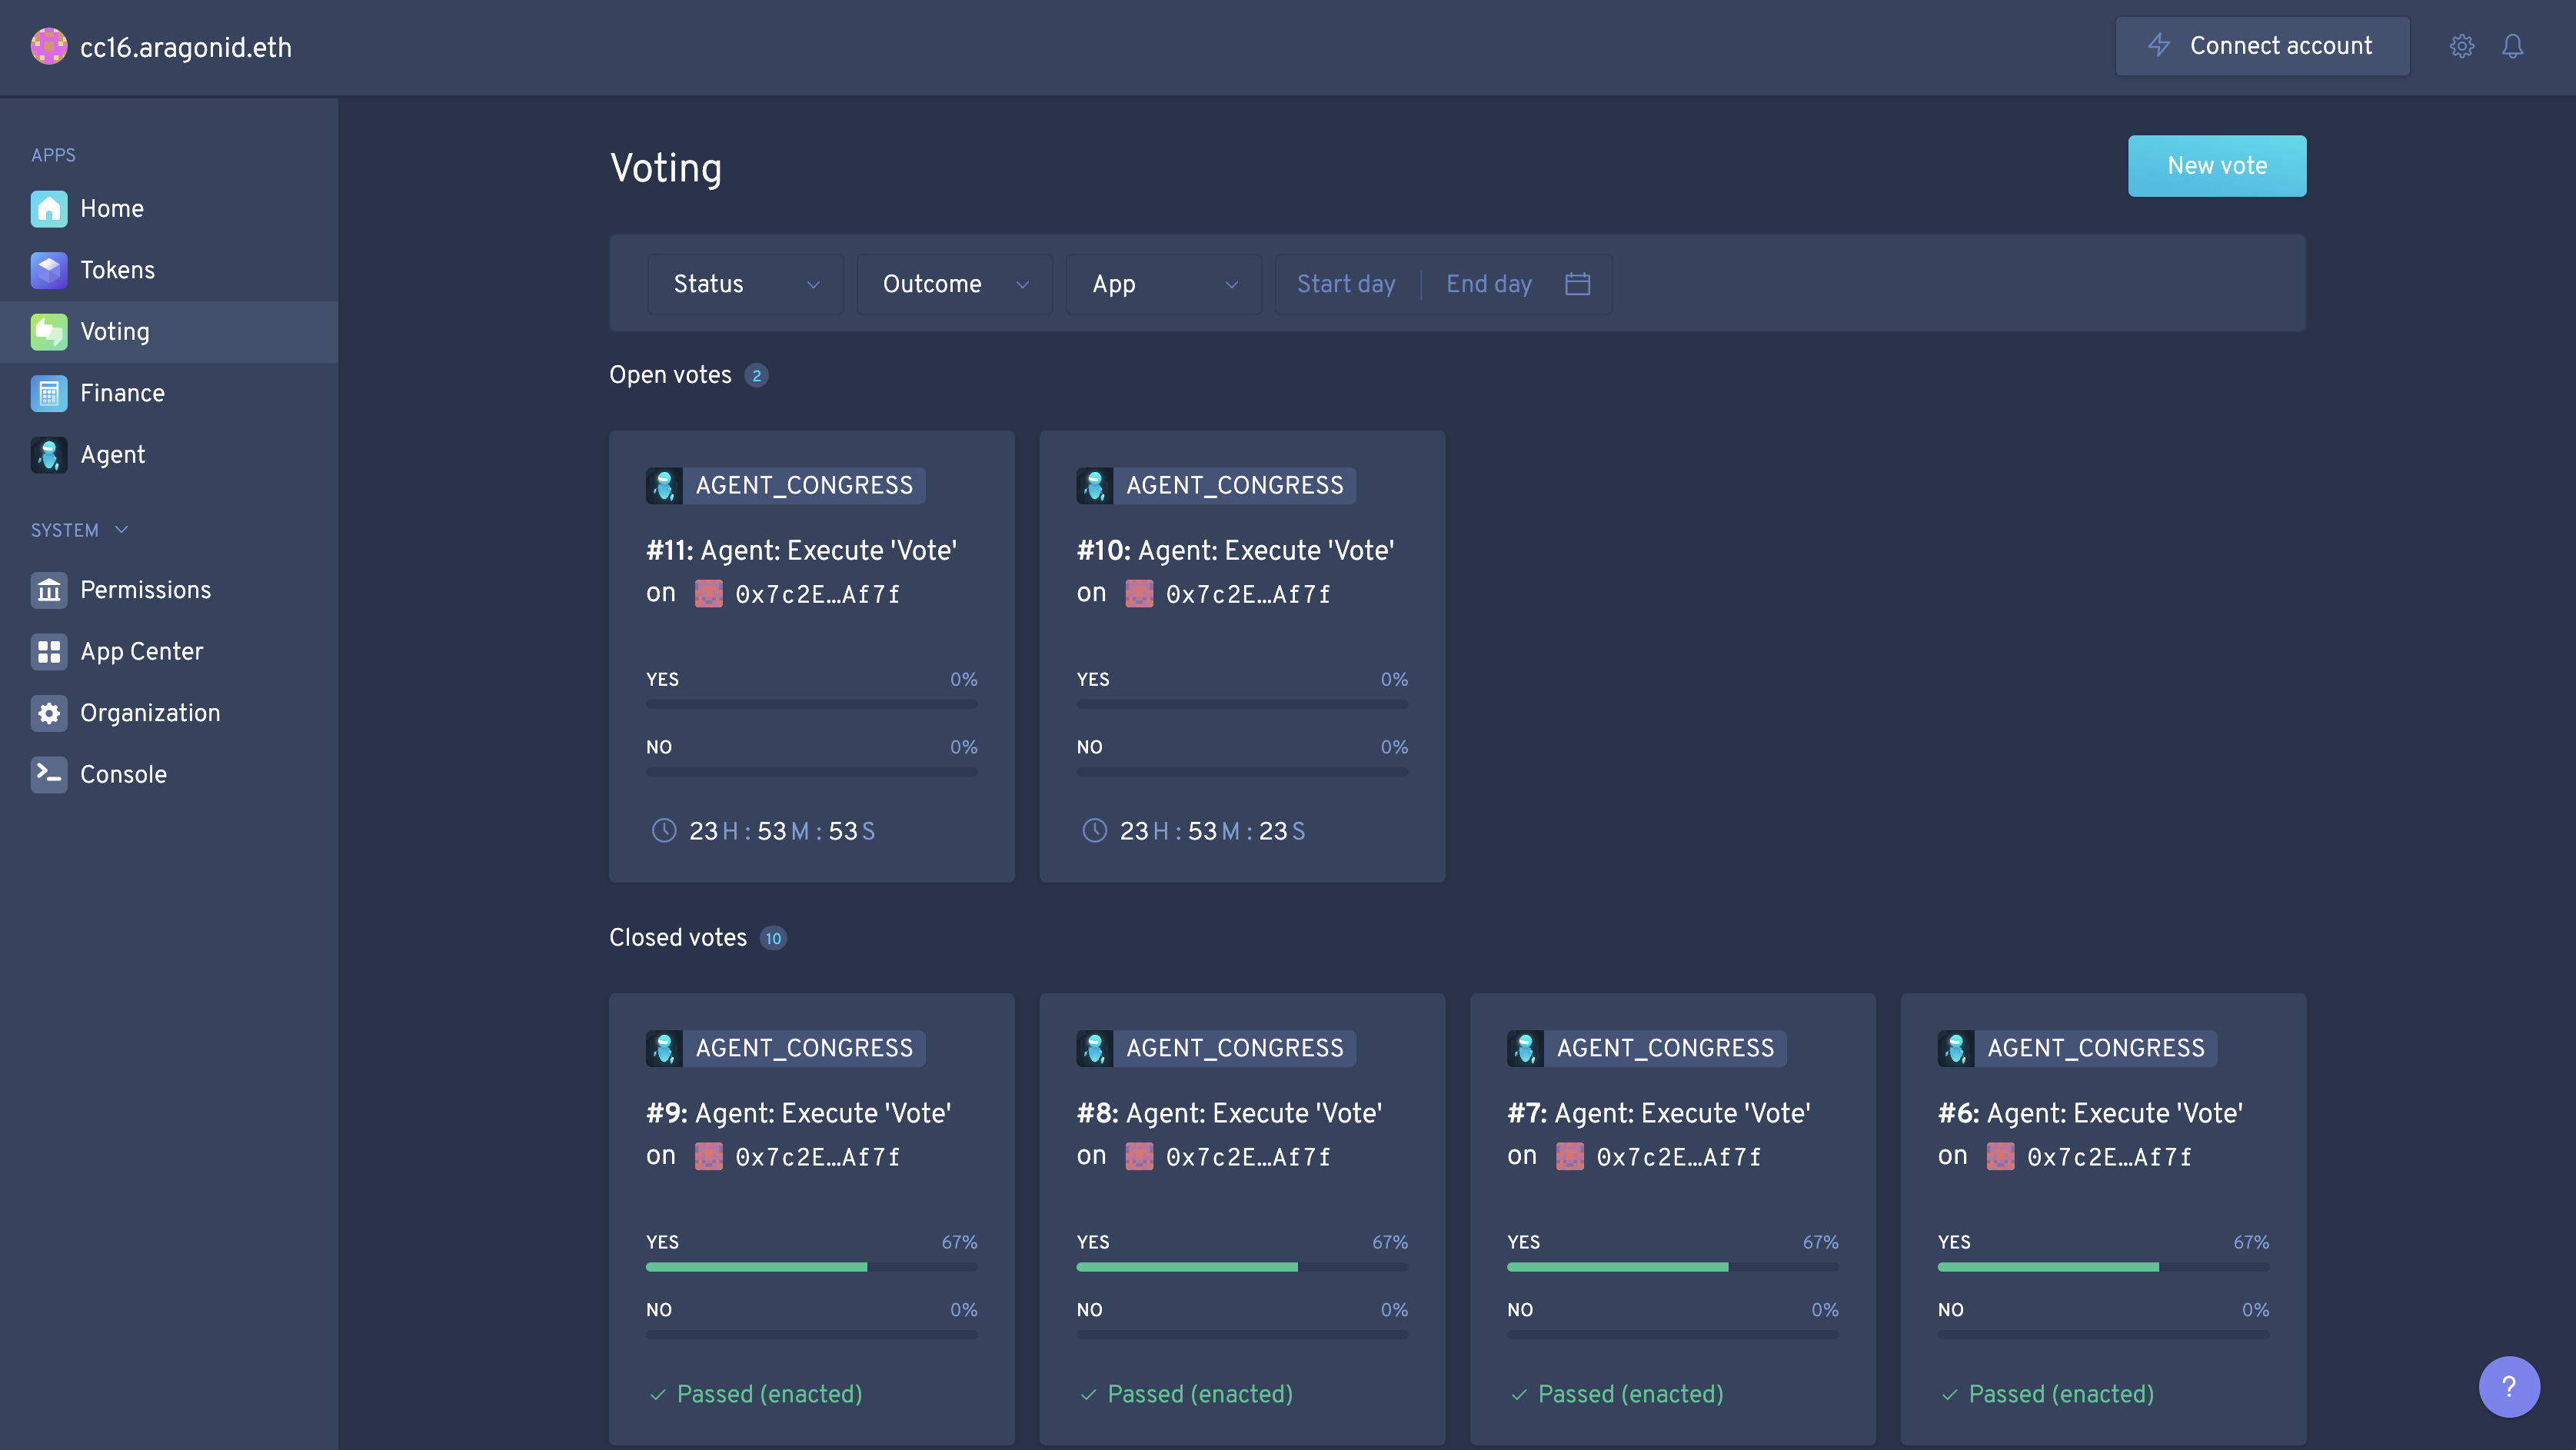 cc16.aragonid.eth
Connect account
APPS
Home
Tokens
Voting
Finance
Agent
SYSTEM
Permissions
App Center
Organization
Console
Voting
New vote
Status
Outcome
App
Start day | End day
Open votes 2
AGENT_CONGRESS
#11: Agent: Execute 'Vote'
on 0x7c2E…Af7f
YES 0%
NO 0%
23 H : 53 M : 53 S
AGENT_CONGRESS
#10: Agent: Execute 'Vote'
on 0x7c2E…Af7f
YES 0%
NO 0%
23 H : 53 M : 23 S
Closed votes 10
AGENT_CONGRESS
#9: Agent: Execute 'Vote'
on 0x7c2E…Af7f
YES 67%
NO 0%
Passed (enacted)
AGENT_CONGRESS
#8: Agent: Execute 'Vote'
on 0x7c2E…Af7f
YES 67%
NO 0%
Passed (enacted)
AGENT_CONGRESS
#7: Agent: Execute 'Vote'
on 0x7c2E…Af7f
YES 67%
NO 0%
Passed (enacted)
AGENT_CONGRESS
#6: Agent: Execute 'Vote'
on 0x7c2E…Af7f
YES 67%
NO 0%
Passed (enacted)
?